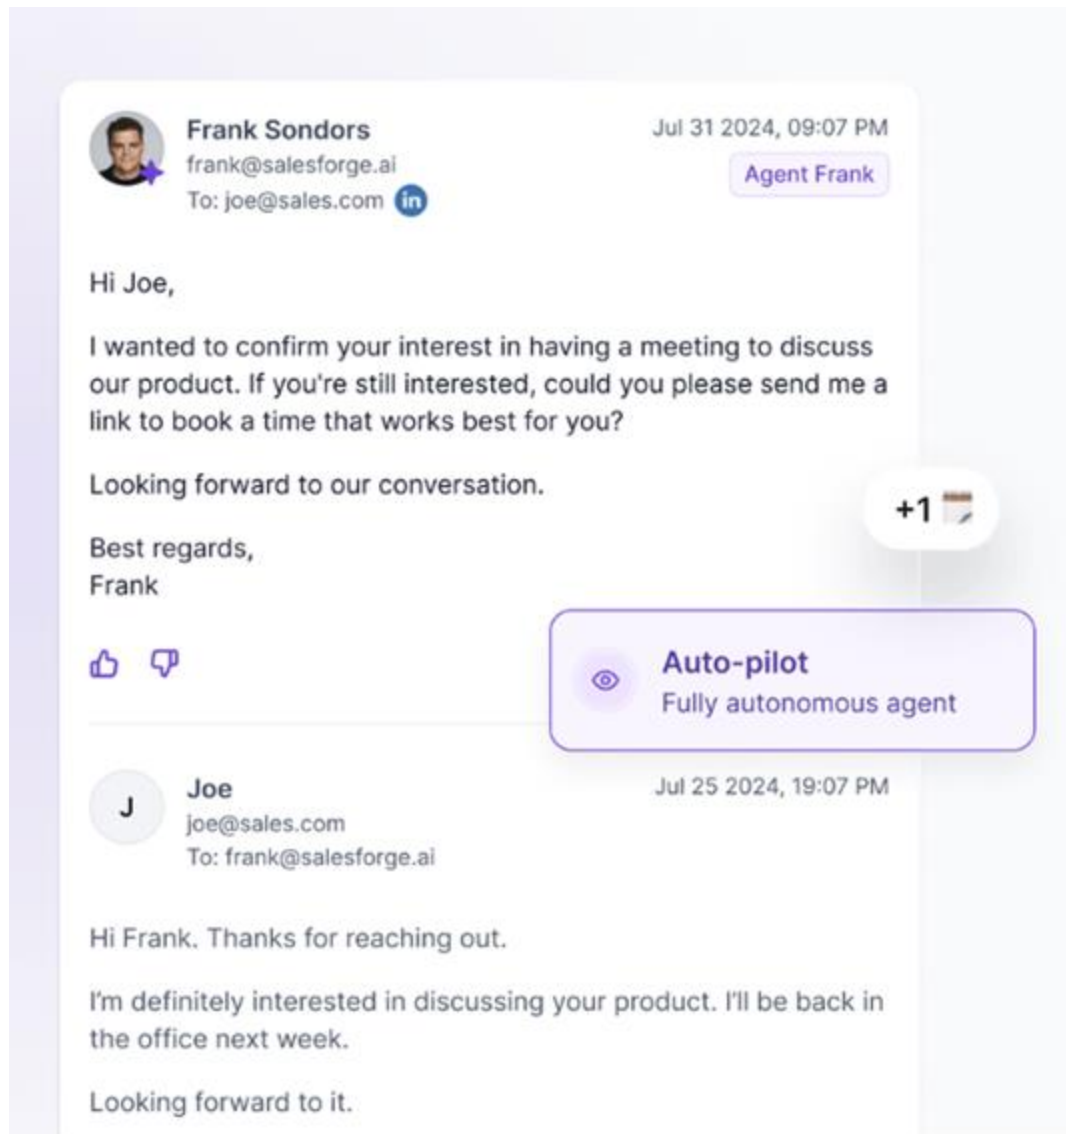 Frank Sondors
Jul 31 2024, 09:07 PM
frank@salesforge.ai
Agent Frank
To: joe@sales.com in
Hi Joe,
I wanted to confirm your interest in having a meeting to discuss
our product. If you're still interested, could you please send me a
link to book a time that works best for you?
Looking forward to our conversation.
+1
Best regards,
Frank
Auto-pilot
Fully autonomous agent
J
Joe
Jul 25 2024, 19:07 PM
joe@sales.com
To: frank@salesforge.ai
Hi Frank. Thanks for reaching out.
I'm definitely interested in discussing your product. I'll be back in
the office next week.
Looking forward to it.